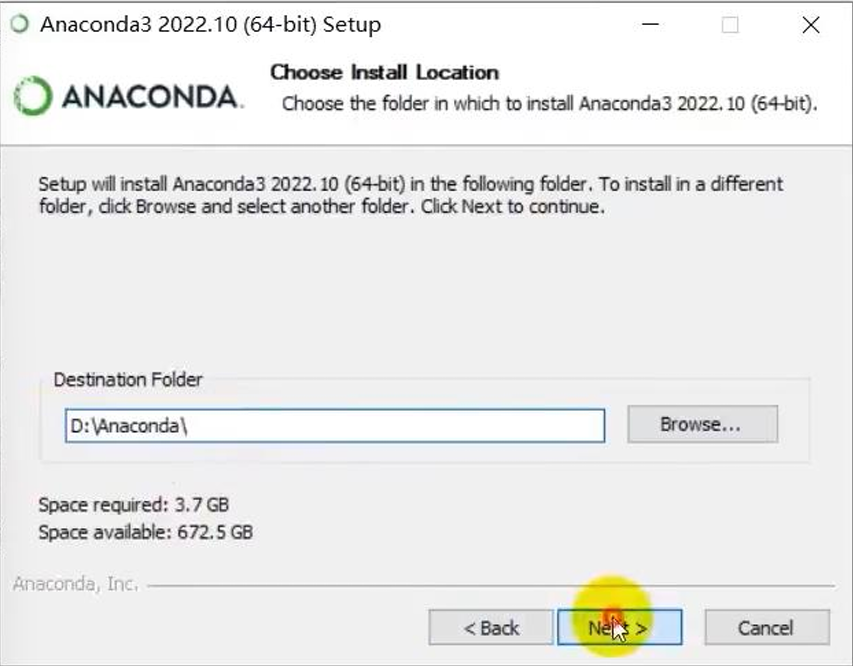 Anaconda3 2022.10 (64-bit) Setup
ANACONDA.
Choose Install Location
Choose the folder in which to install Anaconda3 2022.10 (64-bit).
Setup will install Anaconda3 2022.10 (64-bit) in the following folder. To install in a different
folder, click Browse and select another folder. Click Next to continue.
Destination Folder
D:\Anaconda\
Browse...
Space required: 3.7 GB
Space available: 672.5 GB
Anaconda, Inc.
< Back
Next >
Cancel